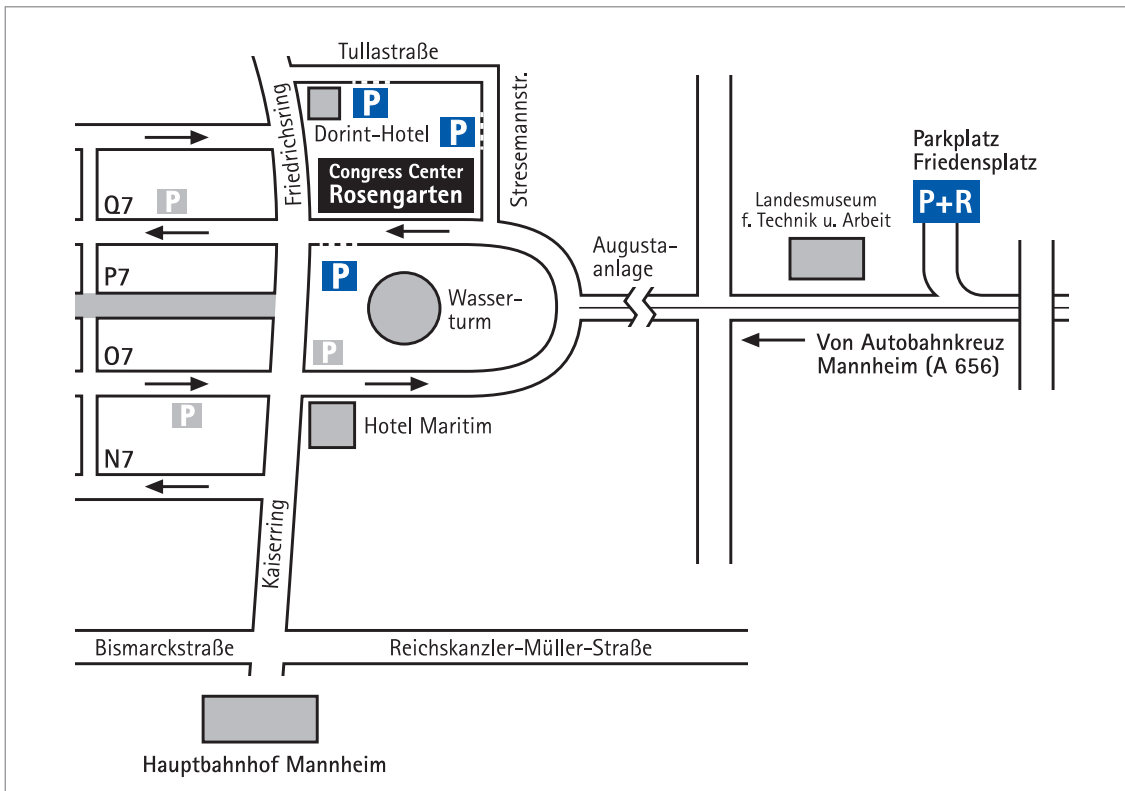 Tullastraße
Friedrichsring
P
Dorint-Hotel
P
Stresemannstr.
Congress Center
Rosengarten
Parkplatz
Friedensplatz
P+R
Landesmuseum
f. Technik u. Arbeit
Q7
P
Augusta-
anlage
P7
P
Wasser-
turm
O7
P
Von Autobahnkreuz
Mannheim (A 656)
P
Hotel Maritim
N7
Kaiserring
Bismarckstraße
Reichskanzler-Müller-Straße
Hauptbahnhof Mannheim